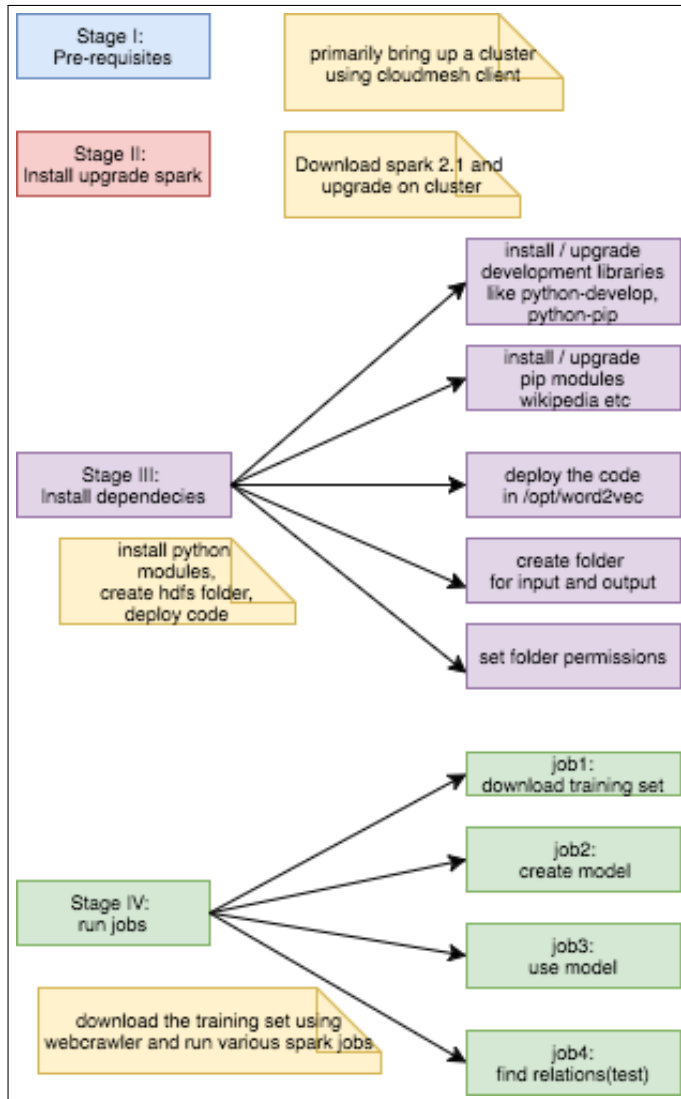 Stage I:
Pre-requisites
primarily bring up a cluster
using cloudmesh client
Stage II:
Install upgrade spark
Download spark 2.1 and
upgrade on cluster
install / upgrade
development libraries
like python-develop,
python-pip
install / upgrade
pip modules
wikipedia etc
Stage III:
Install dependecies
deploy the code
in /opt/word2vec
install python
modules,
create hdfs folder,
deploy code
create folder
for input and output
set folder permissions
job1:
download training set
job2:
create model
Stage IV:
run jobs
job3:
use model
download the training set using
webcrawler and run various spark jobs
job4:
find relations(test)